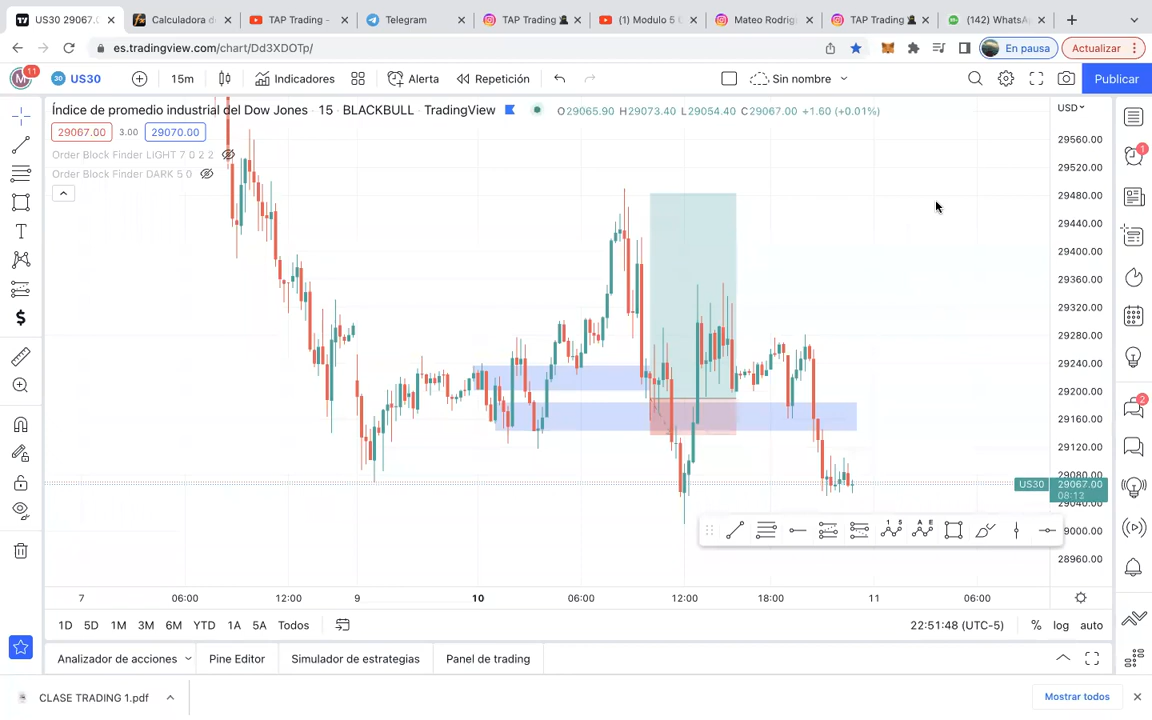 US30 29067.0
Calculadora d
TAP Trading -
Telegram
TAP Trading
(1) Modulo 5
Mateo Rodrig
TAP Trading
(142) WhatsA
es.tradingview.com/chart/Dd3XDOTp/
En pausa
Actualizar
M
11
30
US30
15m
Indicadores
Alerta
Repetición
Sin nombre
Publicar
Índice de promedio industrial del Dow Jones · 15 · BLACKBULL · TradingView
O29065.90 H29073.40 L29054.40 C29067.00 +1.60 (+0.01%)
USD
29067.00
3.00
29070.00
Order Block Finder LIGHT 7 0 2 2
Order Block Finder DARK 5 0
29560.00
29520.00
29480.00
29440.00
29400.00
29360.00
29320.00
29280.00
29240.00
29200.00
29160.00
29120.00
29080.00
US30
29067.00
08:13
29040.00
29000.00
28960.00
1
2
7
06:00
12:00
9
10
06:00
12:00
18:00
11
06:00
1D
5D
1M
3M
6M
YTD
1A
5A
Todos
22:51:48 (UTC-5)
%
log
auto
Analizador de acciones
Pine Editor
Simulador de estrategias
Panel de trading
CLASE TRADING 1.pdf
Mostrar todos